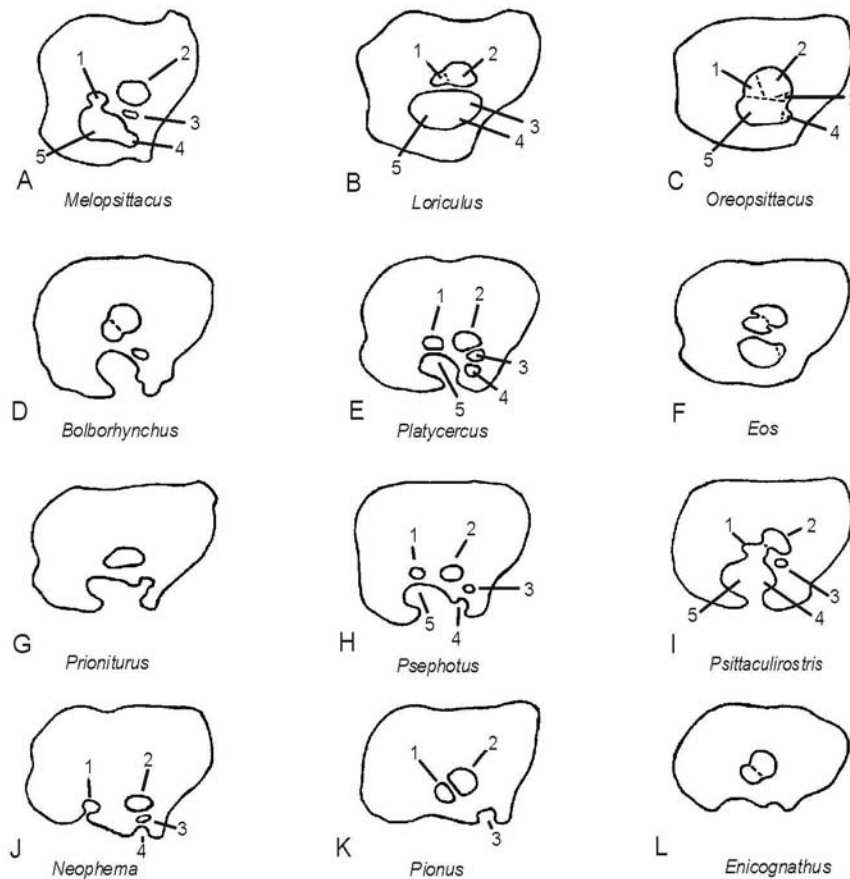 1 2
3
4
5
A
Melopsittacus
1 2
3
4
5
B
Loriculus
1 2
3
4
5
C
Oreopsittacus
D
Bolborhynchus
1 2
3
4
5
E
Platycercus
F
Eos
G
Prioniturus
1 2
3
5 4
H
Psephotus
1 2
3
5 4
I
Psittaculirostris
1 2
3
4
J
Neophema
1 2
3
K
Pionus
L
Enicognathus